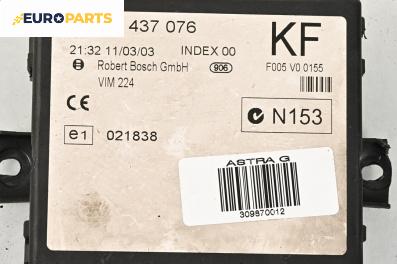 EUROPARTS
437 076
KF
21:32 11/03/03 INDEX 00
Robert Bosch GmbH 906 F005 V0 0155
VIM 224
CE
N153
e1 021838
ASTRA G
309870012